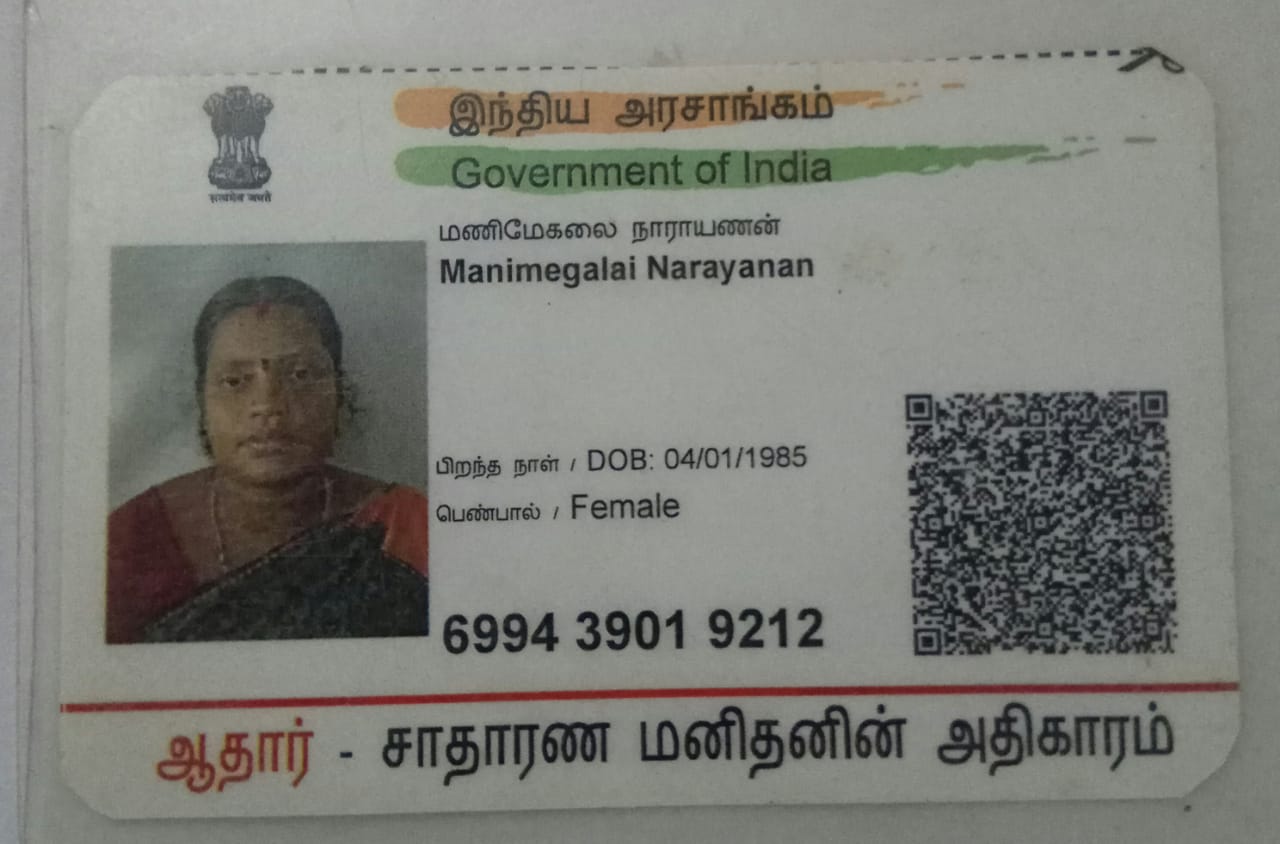 இந்திய அரசாங்கம்
Government of India
सत्यमेव जयते
மணிமேகலை நாராயணன்
Manimegalai Narayanan
பிறந்த நாள் / DOB: 04/01/1985
பெண்பால் / Female
6994 3901 9212
ஆதார் - சாதாரண மனிதனின் அதிகாரம்